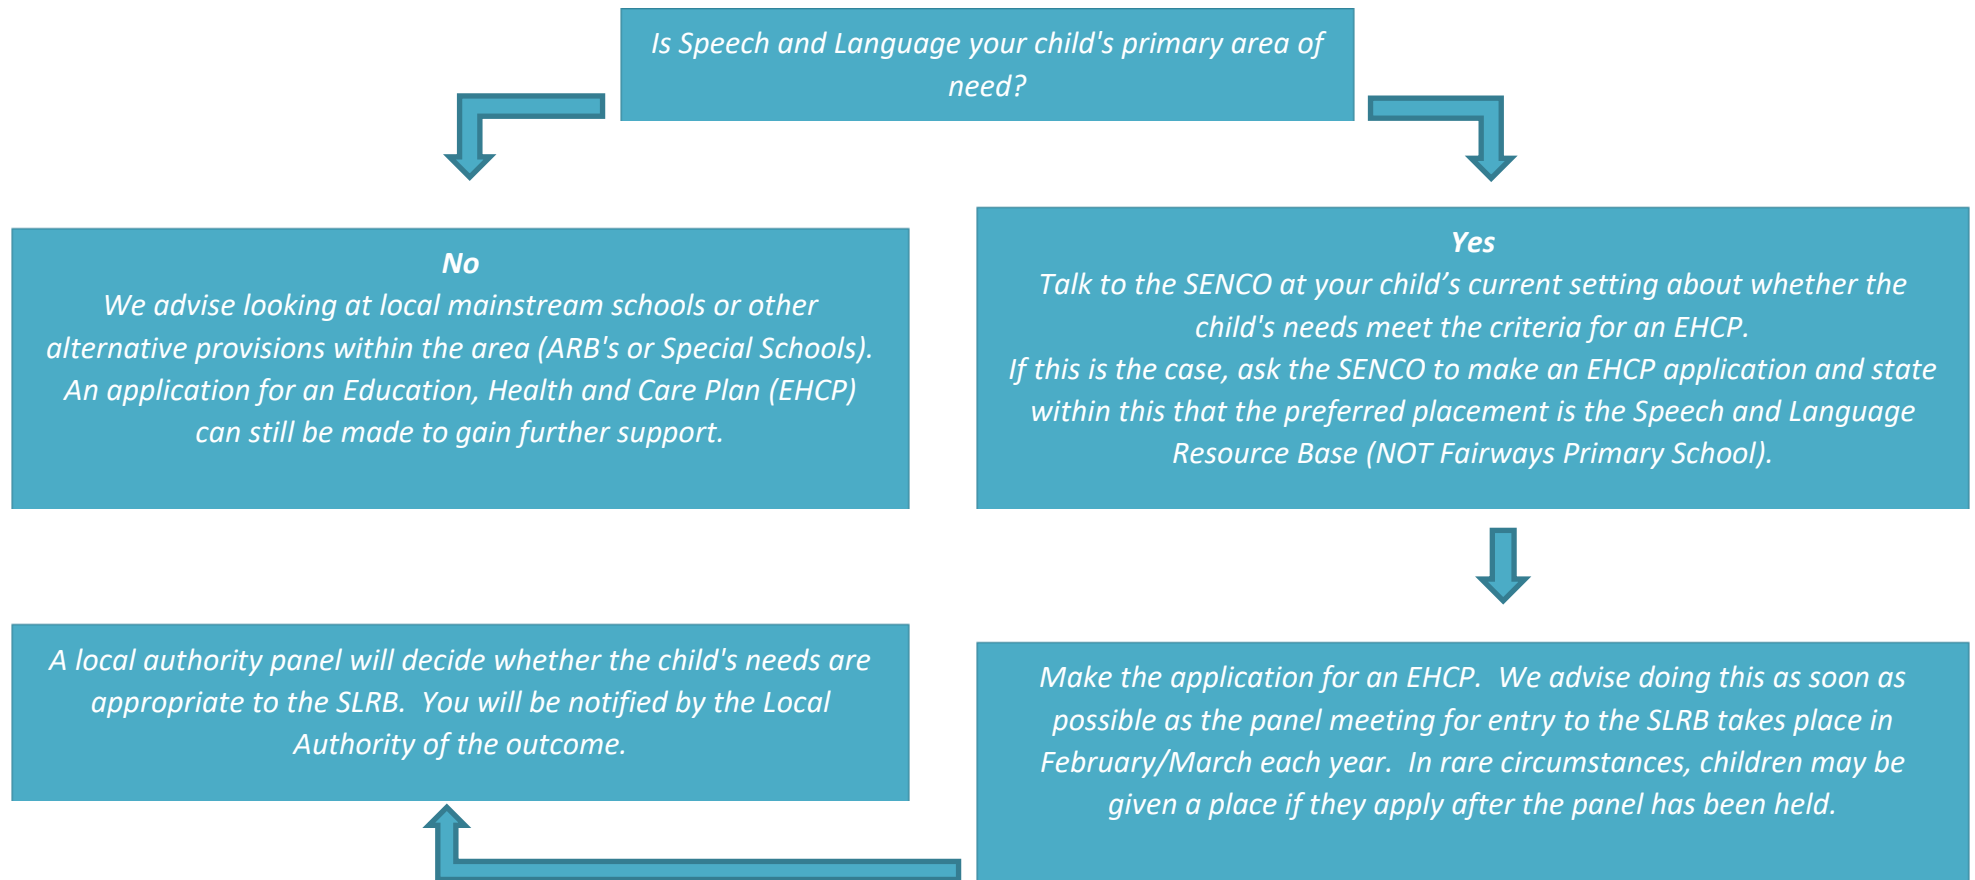 Is Speech and Language your child's primary area of
need?
No
We advise looking at local mainstream schools or other
alternative provisions within the area (ARB's or Special Schools).
An application for an Education, Health and Care Plan (EHCP)
can still be made to gain further support.
Yes
Talk to the SENCO at your child’s current setting about whether the
child's needs meet the criteria for an EHCP.
If this is the case, ask the SENCO to make an EHCP application and state
within this that the preferred placement is the Speech and Language
Resource Base (NOT Fairways Primary School).
Make the application for an EHCP.  We advise doing this as soon as
possible as the panel meeting for entry to the SLRB takes place in
February/March each year.  In rare circumstances, children may be
given a place if they apply after the panel has been held.
A local authority panel will decide whether the child's needs are
appropriate to the SLRB.  You will be notified by the Local
Authority of the outcome.